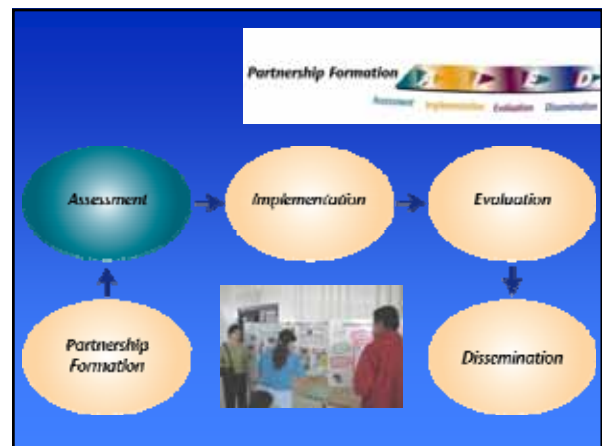 Partnership Formation A I E D
Assessment Implementation Evaluation Dissemination
Assessment
Implementation
Evaluation
Partnership
Formation
Dissemination